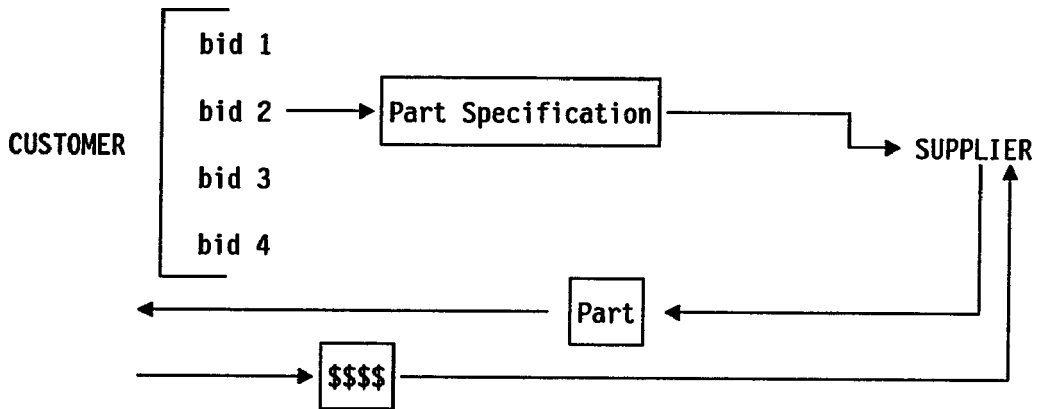 bid 1
bid 2
Part Specification
CUSTOMER
SUPPLIER
bid 3
bid 4
Part
$$$$